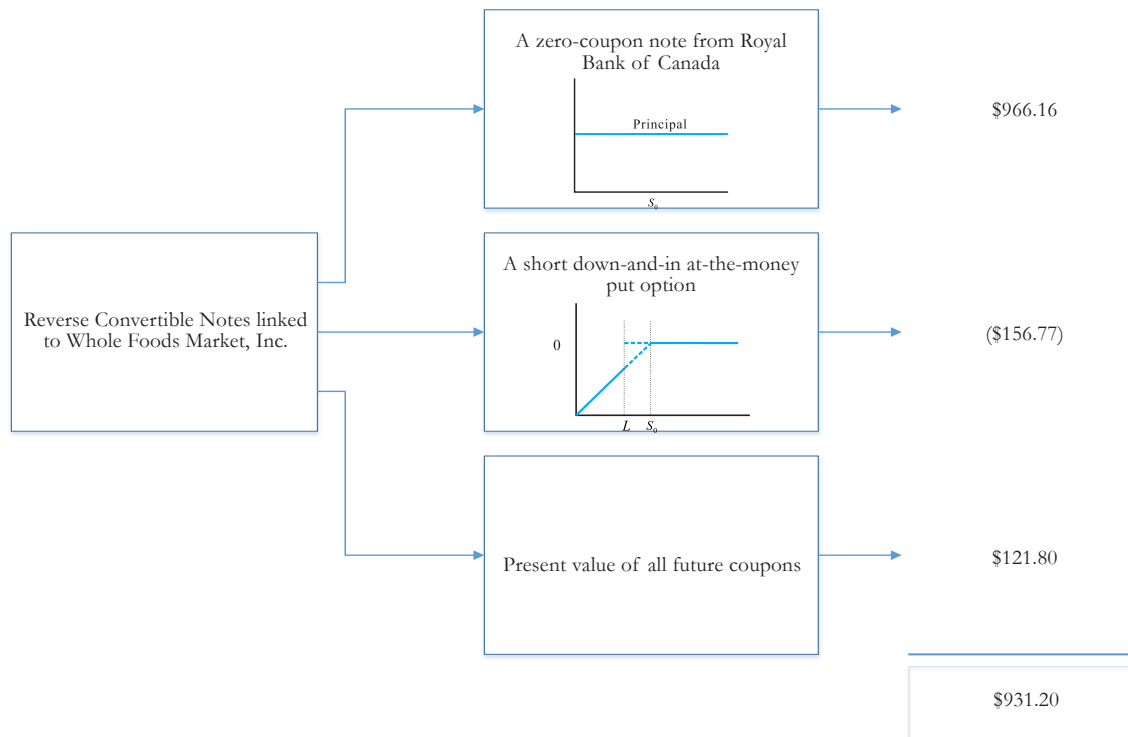 A zero-coupon note from Royal
Bank of Canada
Principal
S₀
$966.16
Reverse Convertible Notes linked
to Whole Foods Market, Inc.
A short down-and-in at-the-money
put option
0
L
S₀
($156.77)
Present value of all future coupons
$121.80
$931.20